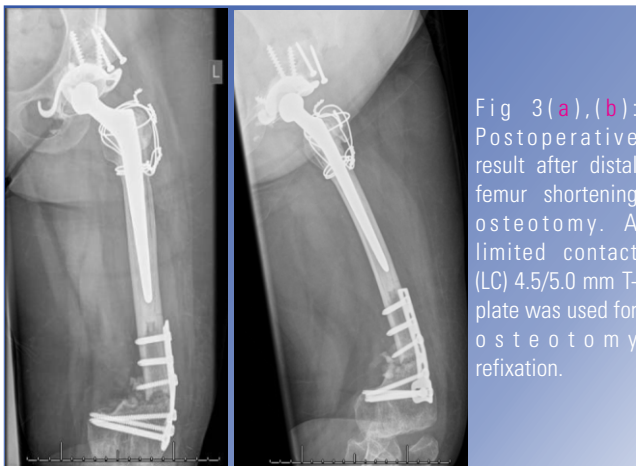 L
Fig 3(a),(b):
Postoperative
result after distal
femur shortening
osteotomy. A
limited contact
(LC) 4.5/5.0 mm T-
plate was used for
osteotomy
refixation.